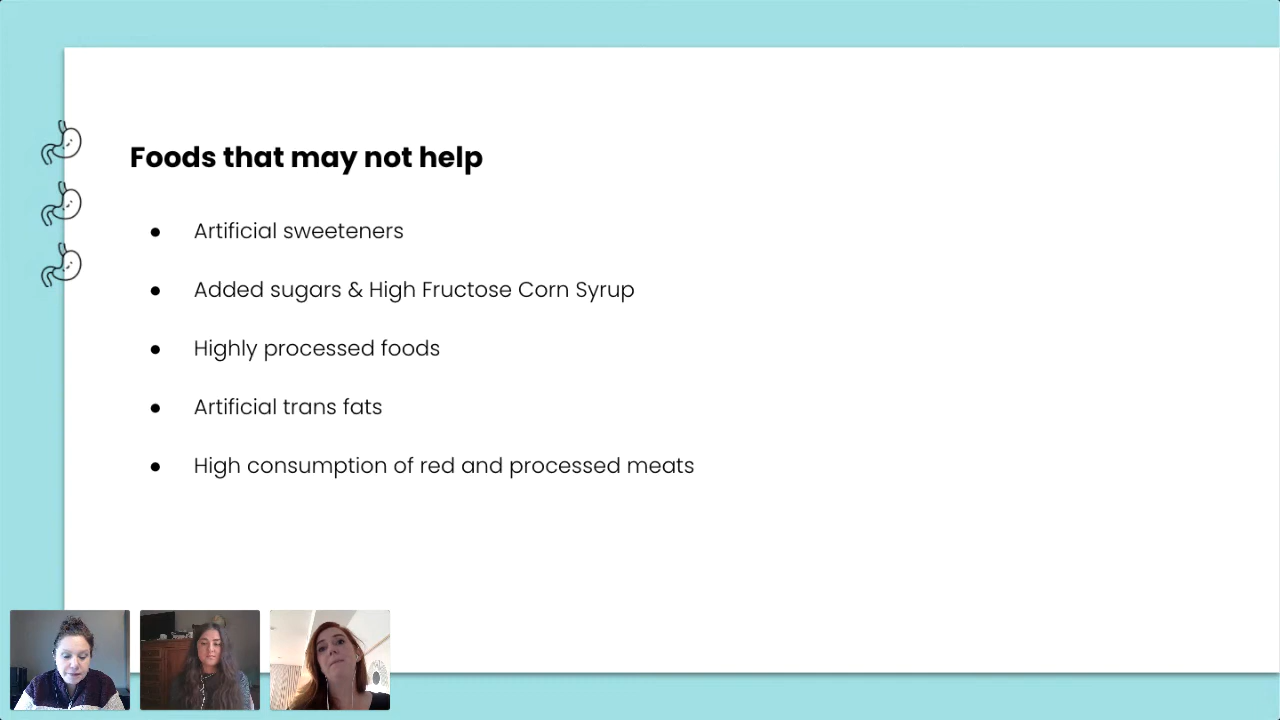 Foods that may not help
● Artificial sweeteners
● Added sugars & High Fructose Corn Syrup
● Highly processed foods
● Artificial trans fats
● High consumption of red and processed meats